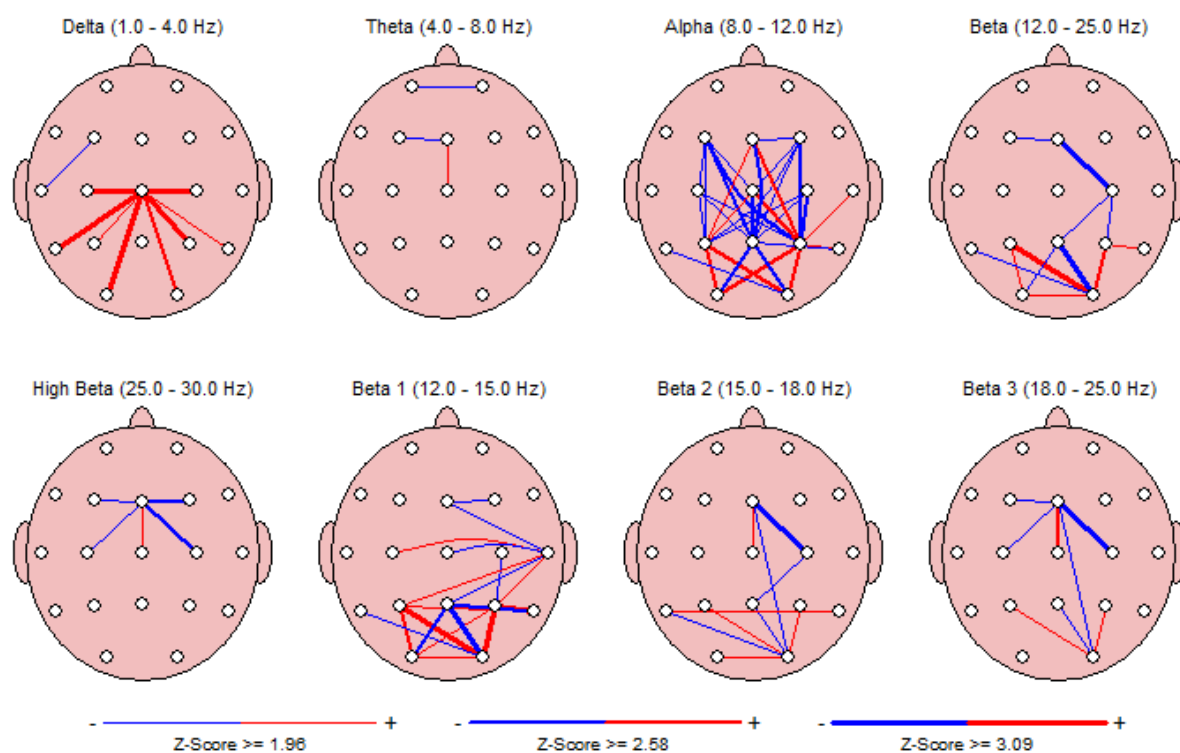 Delta (1.0 - 4.0 Hz) Theta (4.0 - 8.0 Hz) Alpha (8.0 - 12.0 Hz) Beta (12.0 - 25.0 Hz)
High Beta (25.0 - 30.0 Hz) Beta 1 (12.0 - 15.0 Hz) Beta 2 (15.0 - 18.0 Hz) Beta 3 (18.0 - 25.0 Hz)
- + - + - +
Z-Score >= 1.96 Z-Score >= 2.58 Z-Score >= 3.09